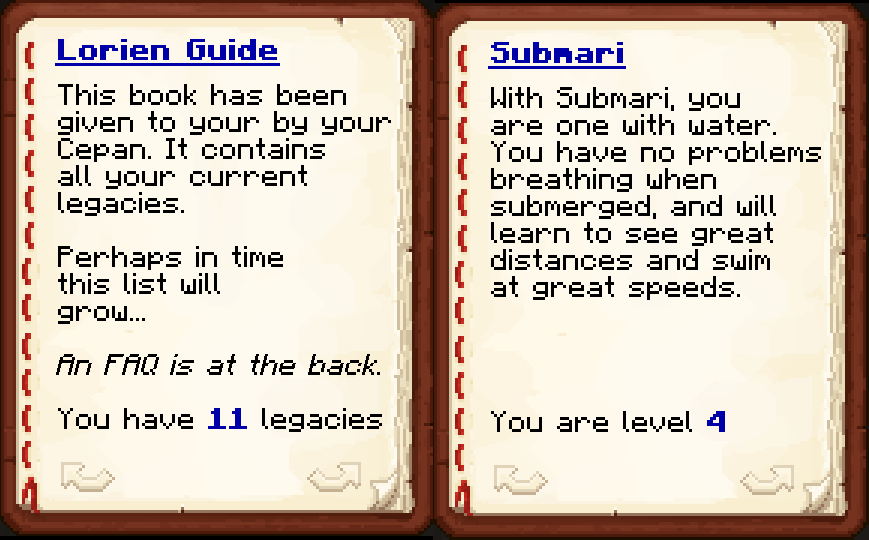 Lorien Guide
This book has been
given to your by your
Cepan. It contains
all your current
legacies.
Perhaps in time
this list will
grow...
An FAQ is at the back.
You have 11 legacies
Submari
With Submari, you
are one with water.
You have no problems
breathing when
submerged, and will
learn to see great
distances and swim
at great speeds.
You are level 4